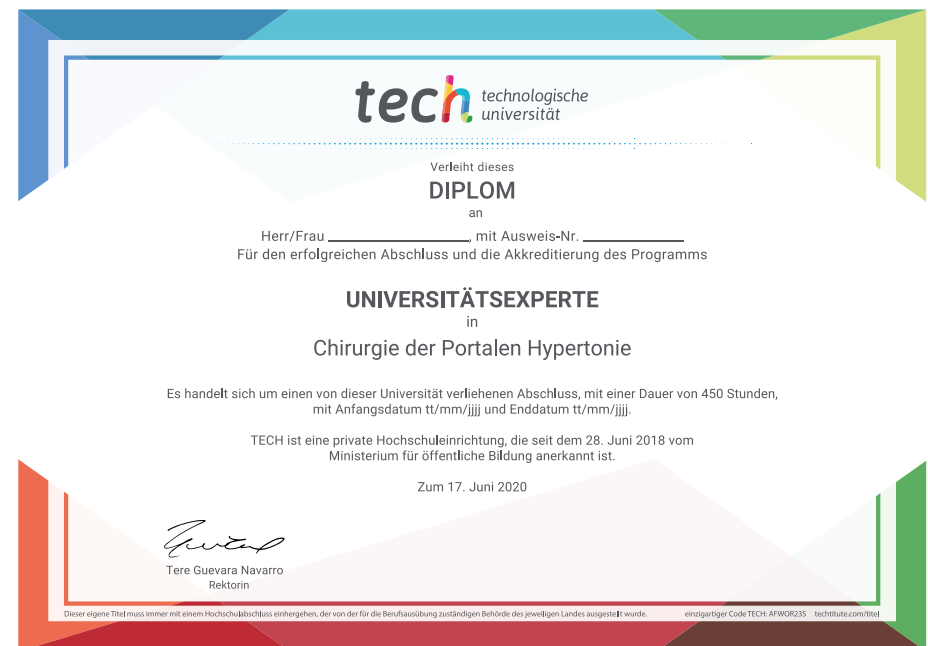 tech technologische
universität
Verleiht dieses
DIPLOM
an
Herr/Frau ____________________, mit Ausweis-Nr. ______________
Für den erfolgreichen Abschluss und die Akkreditierung des Programms
UNIVERSITÄTSEXPERTE
in
Chirurgie der Portalen Hypertonie
Es handelt sich um einen von dieser Universität verliehenen Abschluss, mit einer Dauer von 450 Stunden,
mit Anfangsdatum tt/mm/jjjj und Enddatum tt/mm/jjjj.
TECH ist eine private Hochschuleinrichtung, die seit dem 28. Juni 2018 vom
Ministerium für öffentliche Bildung anerkannt ist.
Zum 17. Juni 2020
Tere Guevara Navarro
Rektorin
Dieser eigene Titel muss immer mit einem Hochschulabschluss einhergehen, der von der für die Berufsausübung zuständigen Behörde des jeweiligen Landes ausgestellt wurde. einzigartiger Code TECH: AFWOR23S techtitute.com/titel